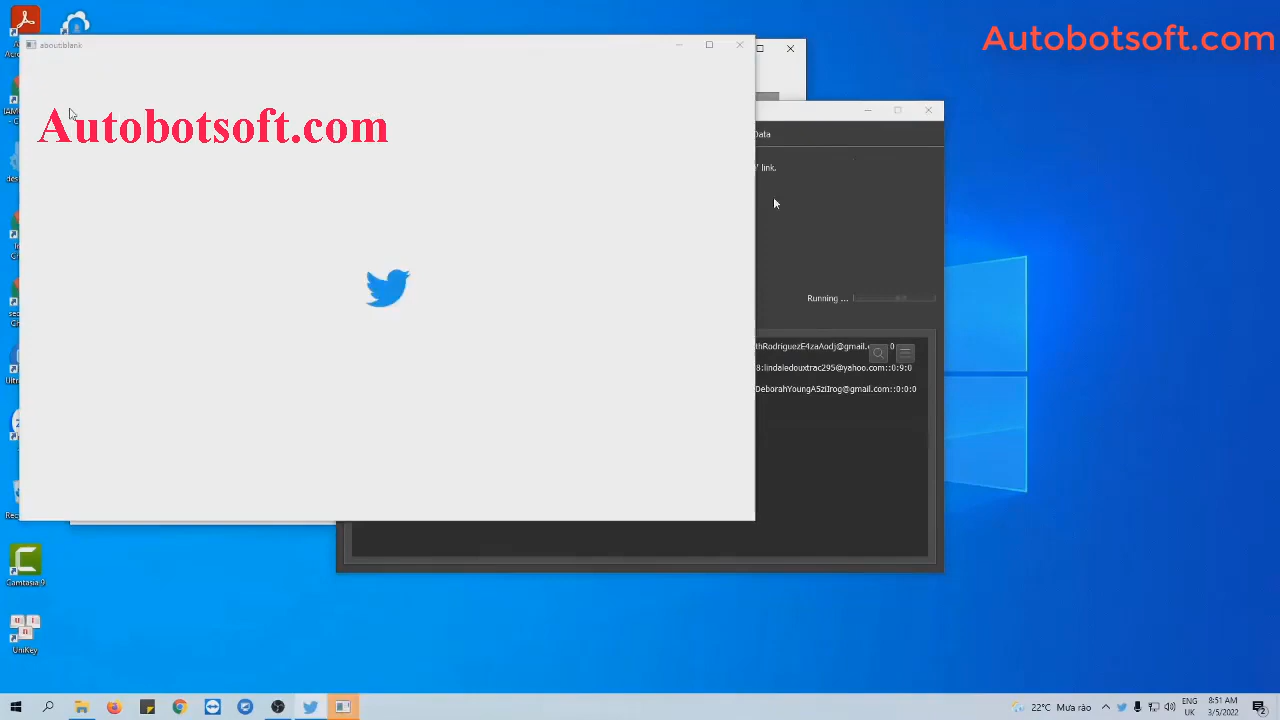 Autobotsoft.com
about:blank
Autobotsoft.com
Data
/ link.
Running ...
thRodriguezE4zaAodj@gmail.c 0
8:lindaledouxtrac295@yahoo.com::0:9:0
DeborahYoungA5ziIrog@gmail.com::0:0:0
Camtasia 9
UniKey
22°C Mưa rào
ENG
UK
8:51 AM
3/5/2022
2